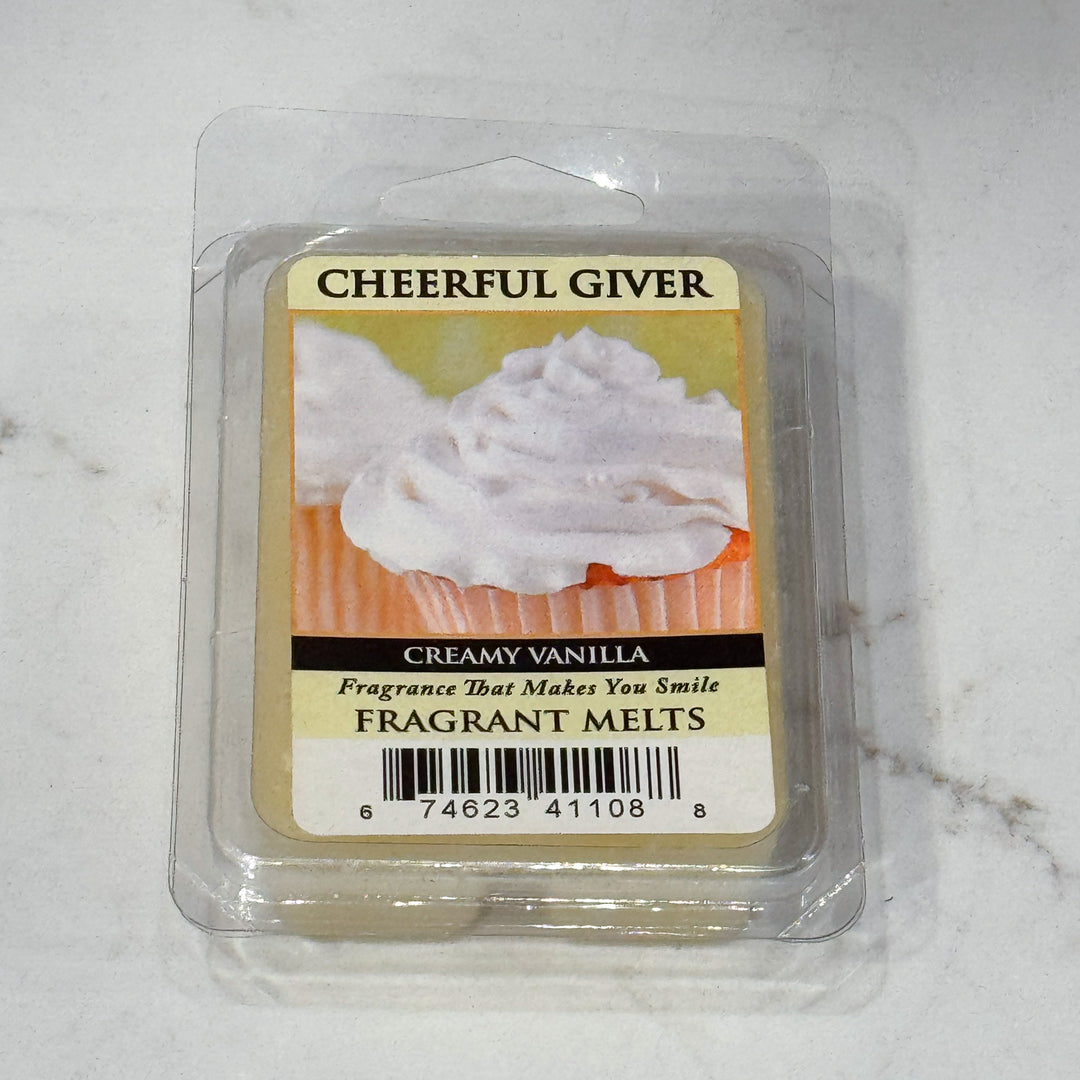 CHEERFUL GIVER
CREAMY VANILLA
Fragrance That Makes You Smile
FRAGRANT MELTS
6 74623 41108 8